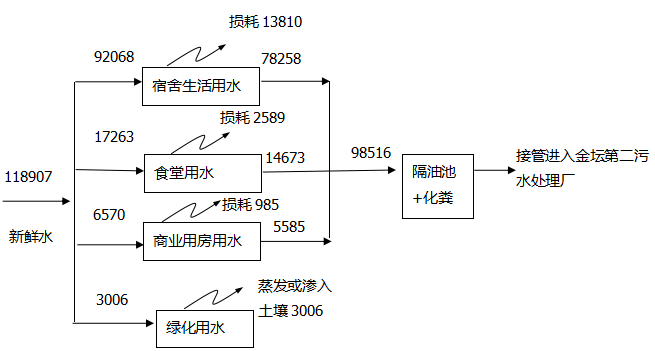 损耗 13810
92068
78258
宿舍生活用水
损耗 2589
17263
14673
食堂用水
98516
隔油池
+化粪
接管进入金坛第二污
水处理厂
118907
新鲜水
损耗 985
6570
5585
商业用房用水
3006
蒸发或渗入
土壤 3006
绿化用水